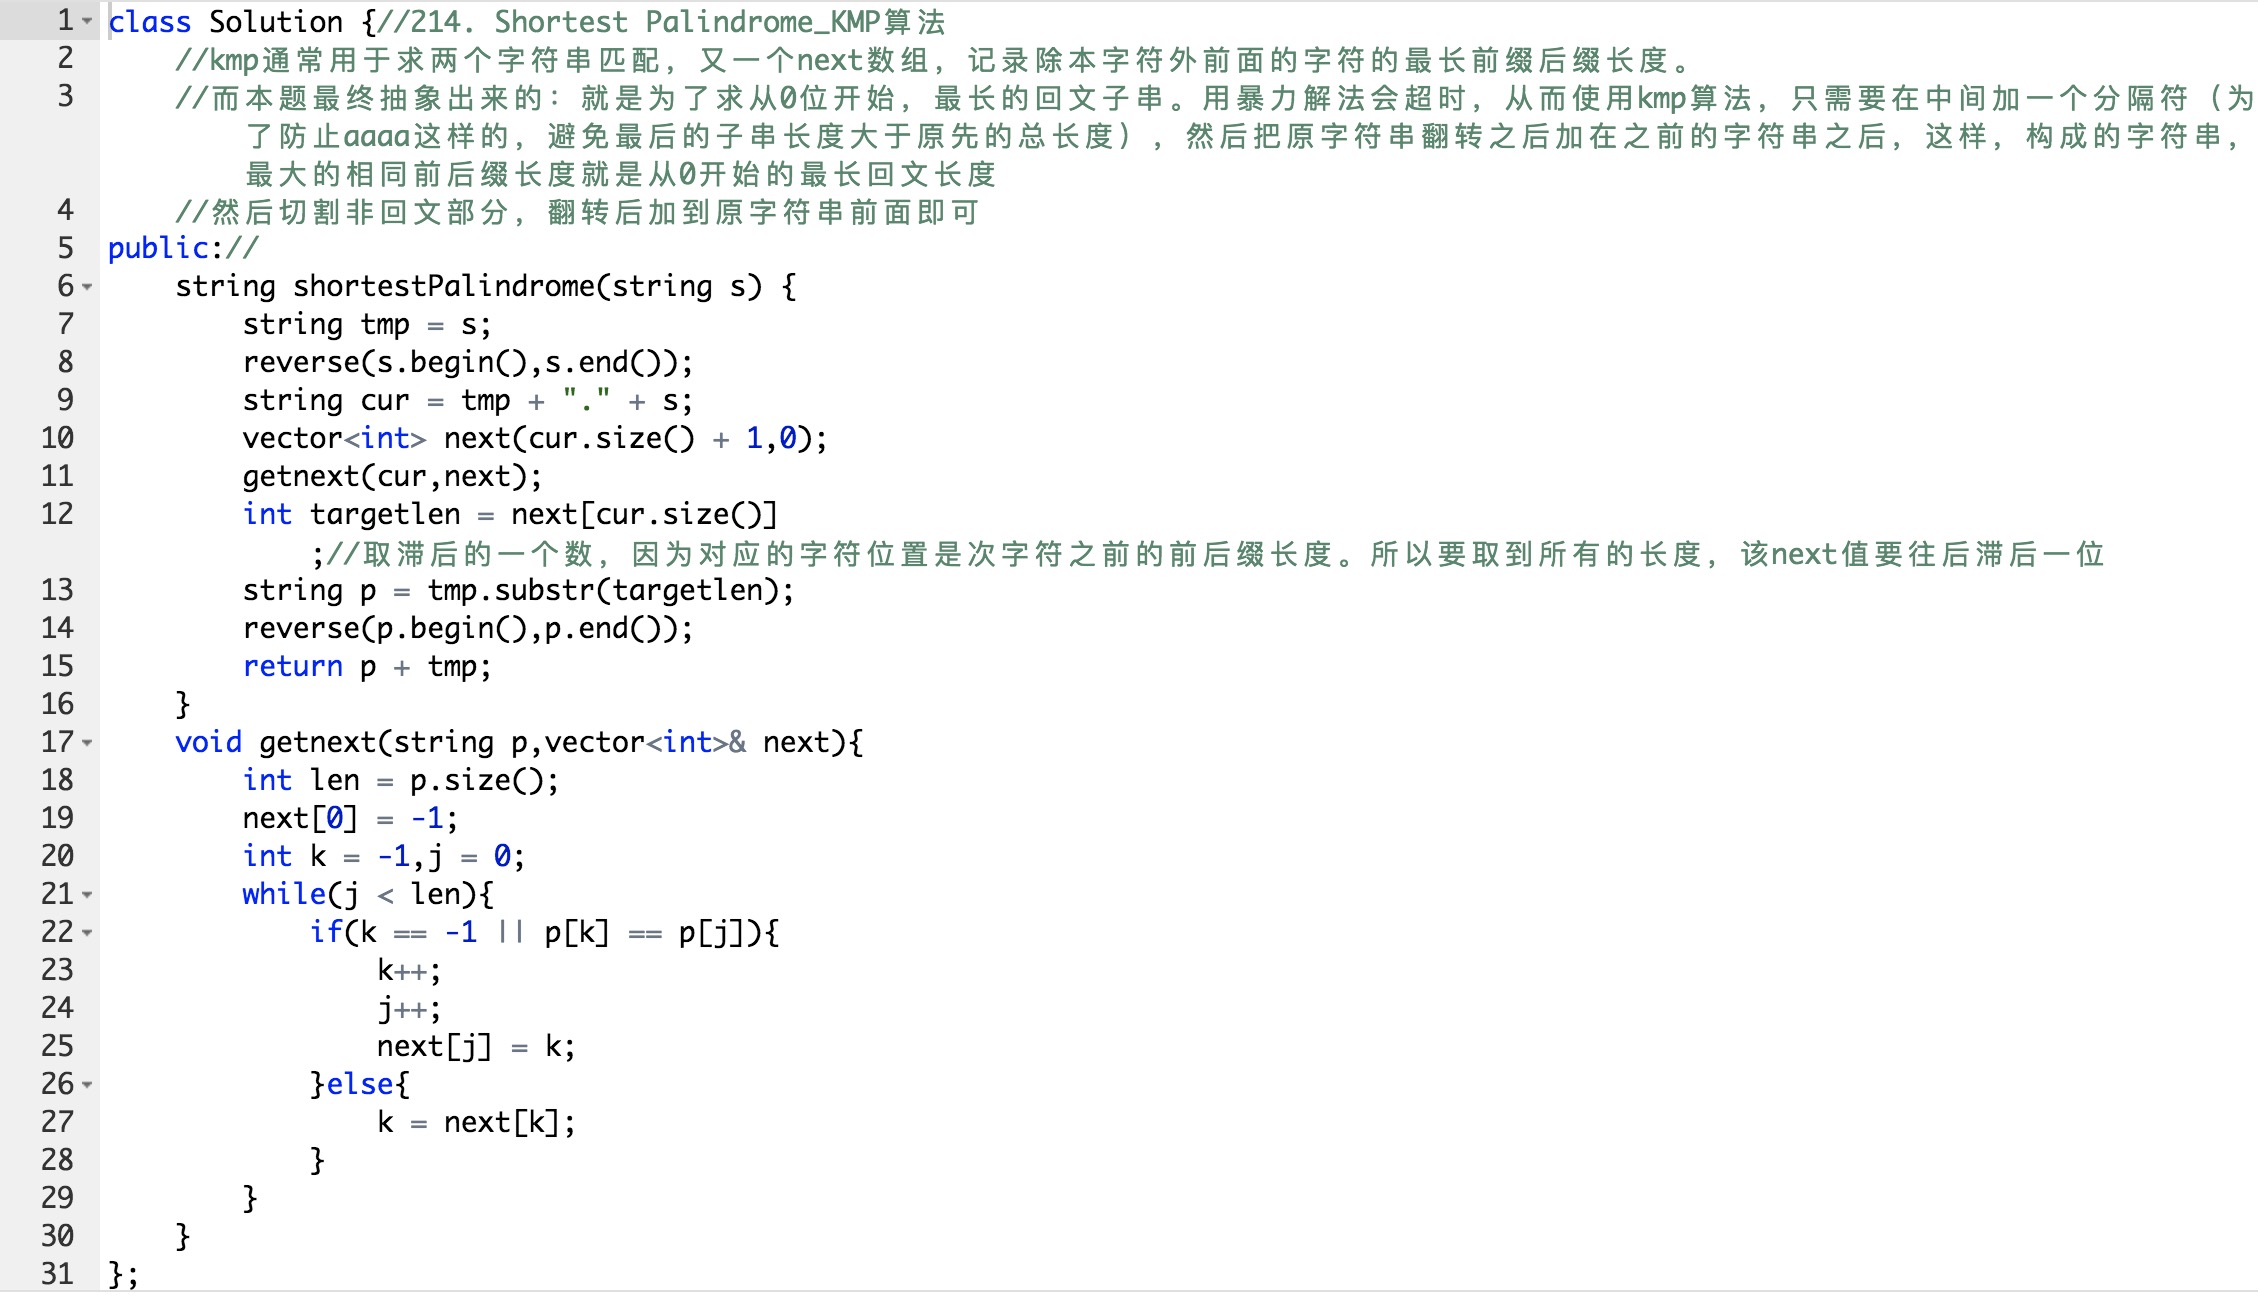 1 class Solution {//214. Shortest Palindrome_KMP算法
2 //kmp通常用于求两个字符串匹配，又一个next数组，记录除本字符外前面的字符的最长前缀后缀长度。
3 //而本题最终抽象出来的：就是为了求从0位开始，最长的回文子串。用暴力解法会超时，从而使用kmp算法，只需要在中间加一个分隔符（为
了防止aaaa这样的，避免最后的子串长度大于原先的总长度），然后把原字符串翻转之后加在之前的字符串之后，这样，构成的字符串，
最大的相同前后缀长度就是从0开始的最长回文长度
4 //然后切割非回文部分，翻转后加到原字符串前面即可
5 public://
6 string shortestPalindrome(string s) {
7 string tmp = s;
8 reverse(s.begin(),s.end());
9 string cur = tmp + "." + s;
10 vector<int> next(cur.size() + 1,0);
11 getnext(cur,next);
12 int targetlen = next[cur.size()]
;//取滞后的一个数，因为对应的字符位置是次字符之前的前后缀长度。所以要取到所有的长度，该next值要往后滞后一位
13 string p = tmp.substr(targetlen);
14 reverse(p.begin(),p.end());
15 return p + tmp;
16 }
17 void getnext(string p,vector<int>& next){
18 int len = p.size();
19 next[0] = -1;
20 int k = -1,j = 0;
21 while(j < len){
22 if(k == -1 || p[k] == p[j]){
23 k++;
24 j++;
25 next[j] = k;
26 }else{
27 k = next[k];
28 }
29 }
30 }
31 };